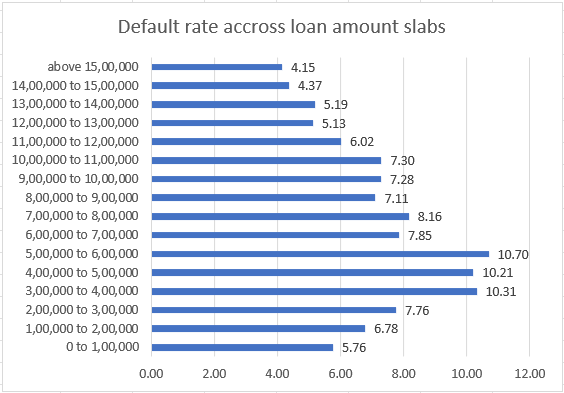 Default rate accross loan amount slabs
above 15,00,000 4.15
14,00,000 to 15,00,000 4.37
13,00,000 to 14,00,000 5.19
12,00,000 to 13,00,000 5.13
11,00,000 to 12,00,000 6.02
10,00,000 to 11,00,000 7.30
9,00,000 to 10,00,000 7.28
8,00,000 to 9,00,000 7.11
7,00,000 to 8,00,000 8.16
6,00,000 to 7,00,000 7.85
5,00,000 to 6,00,000 10.70
4,00,000 to 5,00,000 10.21
3,00,000 to 4,00,000 10.31
2,00,000 to 3,00,000 7.76
1,00,000 to 2,00,000 6.78
0 to 1,00,000 5.76
0.00 2.00 4.00 6.00 8.00 10.00 12.00